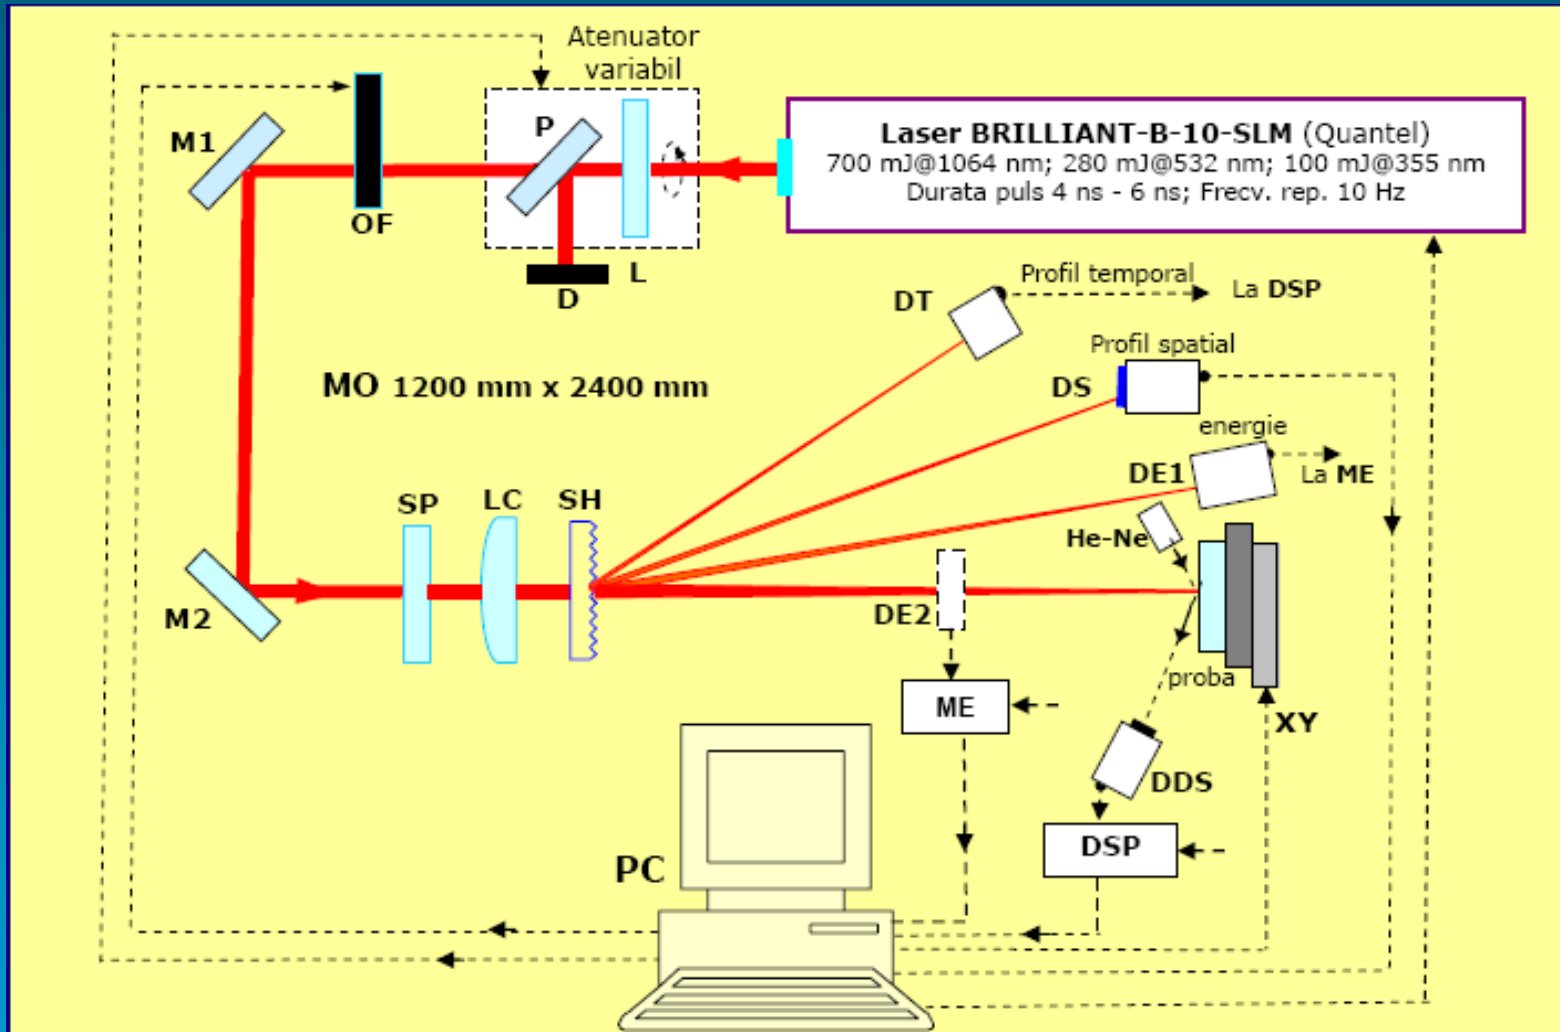 Atenuator
variabil
M1
P
Laser BRILLIANT-B-10-SLM (Quantel)
700 mJ@1064 nm; 280 mJ@532 nm; 100 mJ@355 nm
Durata puls 4 ns - 6 ns; Frecv. rep. 10 Hz
OF
L
D
Profil temporal
DT
La DSP
Profil spatial
MO 1200 mm x 2400 mm
DS
energie
DE1
La ME
SP
LC
SH
He-Ne
M2
DE2
proba
ME
XY
DDS
DSP
PC